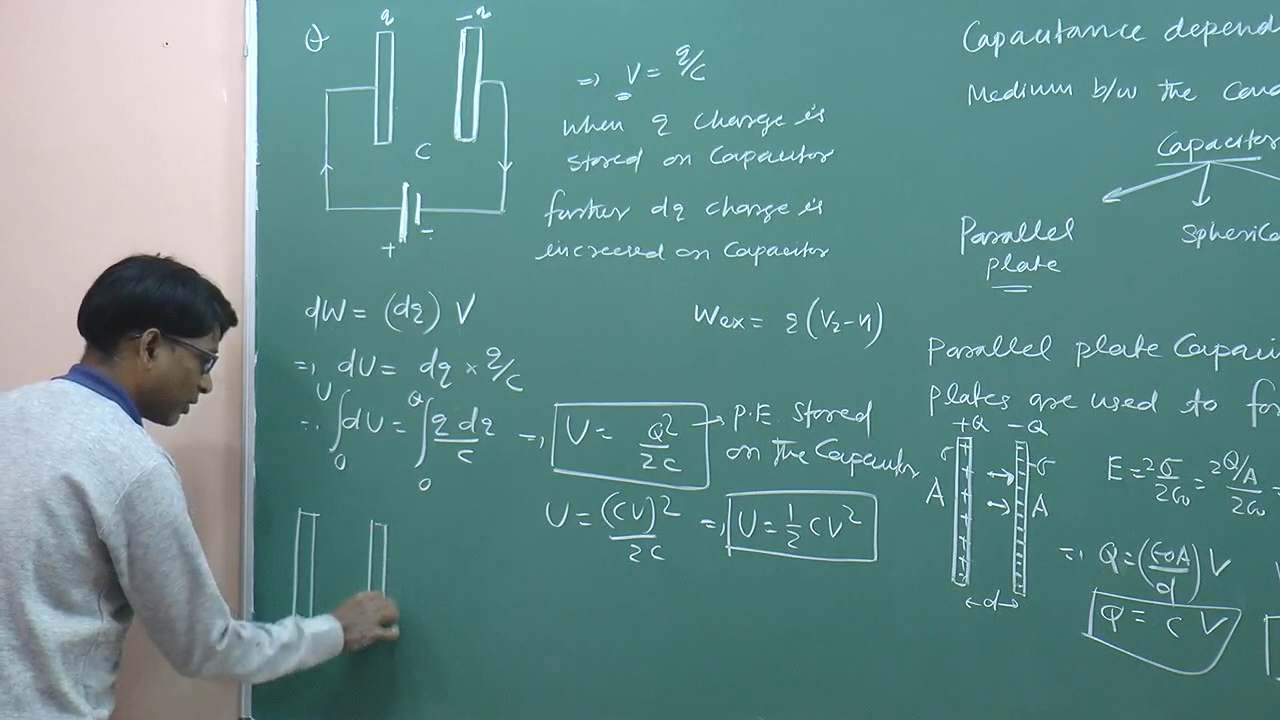 θ
q
-q
C
+
-
=> V = q/C
when q charge is
stored on Capacitor
further dq charge is
increased on Capacitor
dW = (dq) V
=> dU = dq × q/C
=> ∫₀ᵁ dU = ∫₀^Q q dq/C => U = Q²/2C → P.E. Stored
on the Capacitor
U = (CV)²/2C => U = ½ CV²
Wex = q(V2-V1)
Capacitance depend
Medium b/w the Cond
Capacitor
Parallel
plate
Spherica
Parallel plate Capaci
plates are used to fo
+Q -Q
σ -σ
A A
d
E = 2σ/2ε₀ = 2Q/A/2ε₀ =
=> Q = (ε₀A/d) V
Q = C V